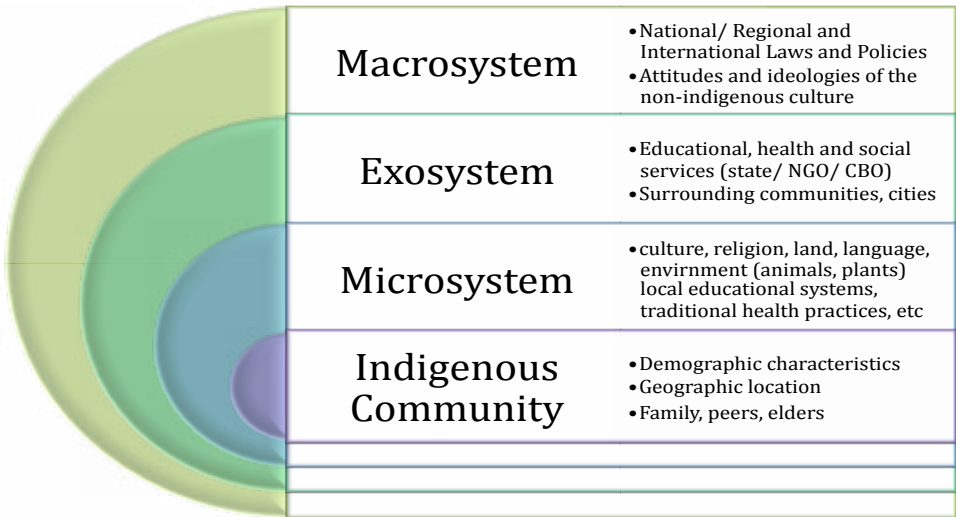 Macrosystem
•National/ Regional and
International Laws and Policies
•Attitudes and ideologies of the
non-indigenous culture
Exosystem
•Educational, health and social
services (state/ NGO/ CBO)
•Surrounding communities, cities
Microsystem
•culture, religion, land, language,
envirnment (animals, plants)
local educational systems,
traditional health practices, etc
Indigenous
Community
•Demographic characteristics
•Geographic location
•Family, peers, elders